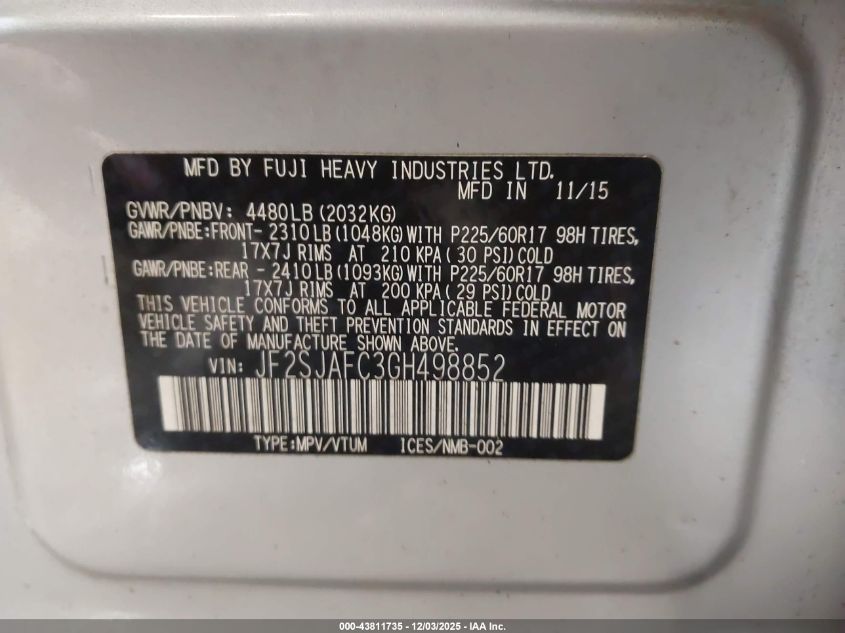 MFD BY FUJI HEAVY INDUSTRIES LTD.
MFD IN 11/15
GVWR/PNBV: 4480LB(2032KG)
GAWR/PNBE:FRONT- 2310LB(1048KG)WITH P225/60R17 98H TIRES,
17X7J RIMS AT 210 KPA( 30 PSI)COLD
GAWR/PNBE:REAR - 2410LB(1093KG)WITH P225/60R17 98H TIRES,
17X7J RIMS AT 200 KPA( 29 PSI)COLD
THIS VEHICLE CONFORMS TO ALL APPLICABLE FEDERAL MOTOR
VEHICLE SAFETY AND THEFT PREVENTION STANDARDS IN EFFECT ON
THE DATE OF MANUFACTURE SHOWN ABOVE.
VIN: JF2SJAFC3GH498852
TYPE:MPV/VTUM ICES/NMB-002
000-43811735 - 12/03/2025 - IAA Inc.